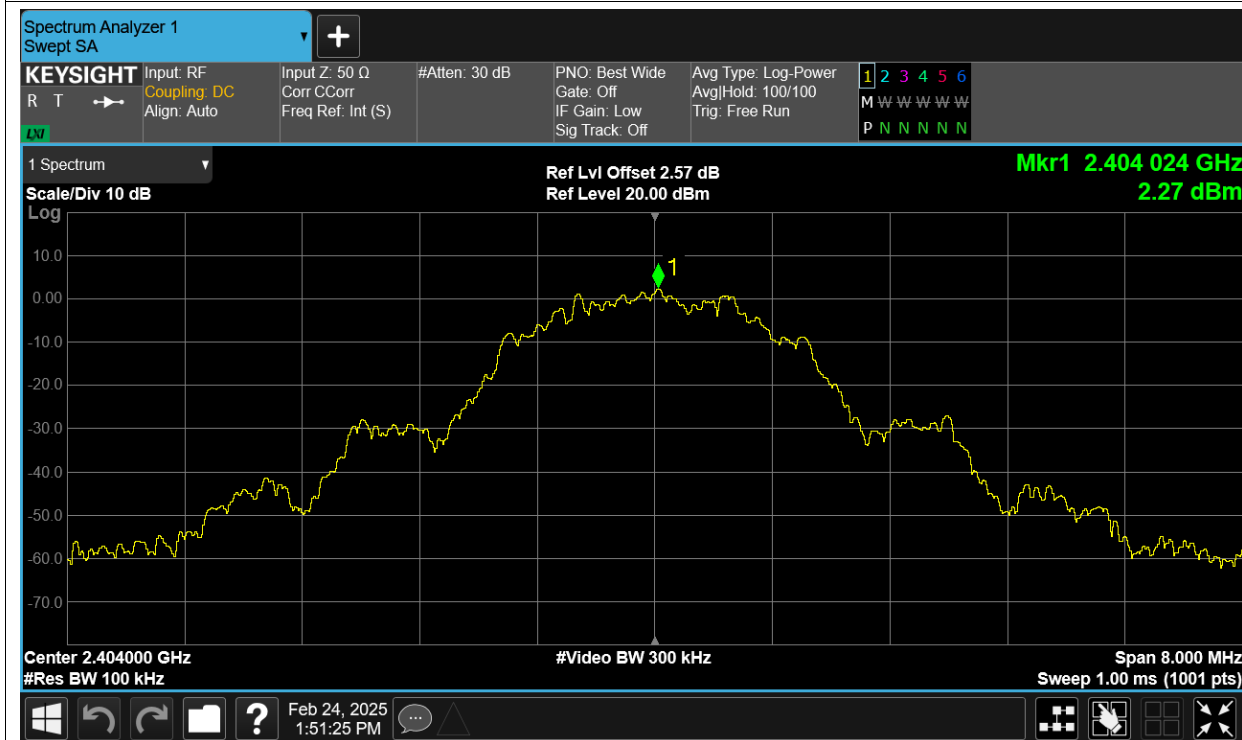 Spectrum Analyzer 1
Swept SA
+
KEYSIGHT
R T
LXI
Input: RF
Coupling: DC
Align: Auto
Input Z: 50 Ω
Corr CCorr
Freq Ref: Int (S)
#Atten: 30 dB
PNO: Best Wide
Gate: Off
IF Gain: Low
Sig Track: Off
Avg Type: Log-Power
Avg|Hold: 100/100
Trig: Free Run
1 2 3 4 5 6
M W W W W W W
P N N N N N
1 Spectrum
Scale/Div 10 dB
Log
Ref Lvl Offset 2.57 dB
Ref Level 20.00 dBm
Mkr1 2.404 024 GHz
2.27 dBm
1
10.0
0.00
-10.0
-20.0
-30.0
-40.0
-50.0
-60.0
-70.0
Center 2.404000 GHz
#Res BW 100 kHz
#Video BW 300 kHz
Span 8.000 MHz
Sweep 1.00 ms (1001 pts)
?
Feb 24, 2025
1:51:25 PM